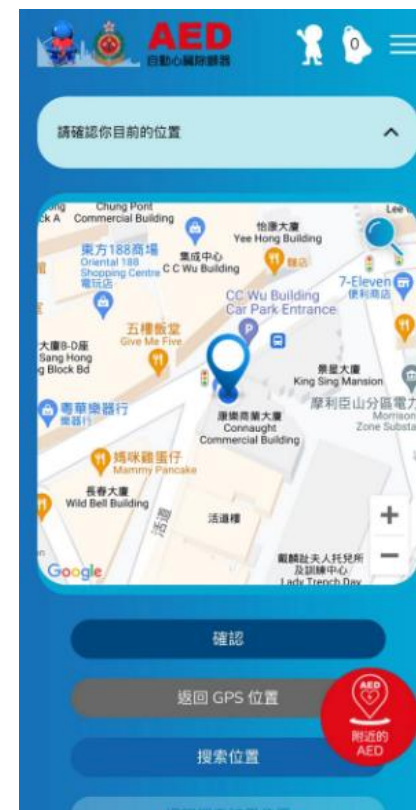 AED
自動心臟除顫器
0
請確認你目前的位置
Chung Pont
Commercial Building
怡康大廈
Yee Hong Building
Lee
東方188商場
Oriental 188
Shopping Centre
電玩店
集成中心
C C Wu Building
麵店
7-Eleven
便利商店
CC Wu Building
Car Park Entrance
五樓飯堂
Give Me Five
大廈B-D座
Sang Hong
g Block Bd
景星大廈
King Sing Mansion
粵華樂器行
樂器行
康樂商業大廈
Connaught
Commercial Building
摩利臣山分區電力
Morrison
Zone Substa
媽咪雞蛋仔
Mammy Pancake
長春大廈
Wild Bell Building
活道
活道樓
戴麟趾夫人托兒所
及訓練中心
Lady Trench Day
Google
+
−
確認
返回 GPS 位置
搜索位置
AED
附近的
AED